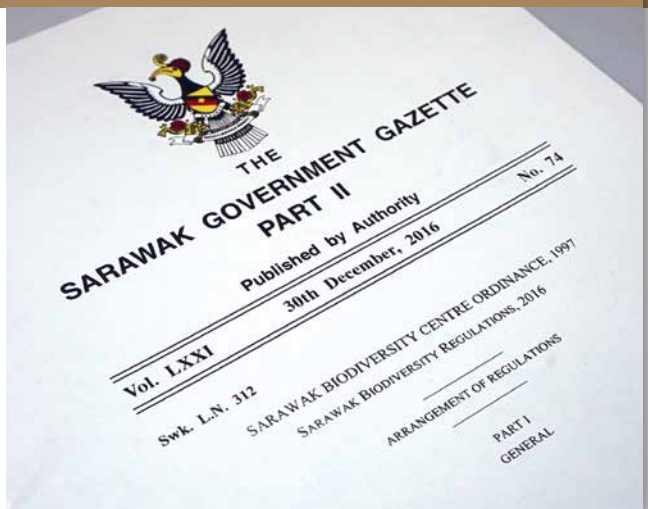 THE
SARAWAK GOVERNMENT GAZETTE
PART II
Published by Authority
Vol. LXXI 30th December, 2016 No. 74
Swk. L.N. 312
SARAWAK BIODIVERSITY CENTRE ORDINANCE, 1997
SARAWAK BIODIVERSITY REGULATIONS, 2016
ARRANGEMENT OF REGULATIONS
PART I
GENERAL